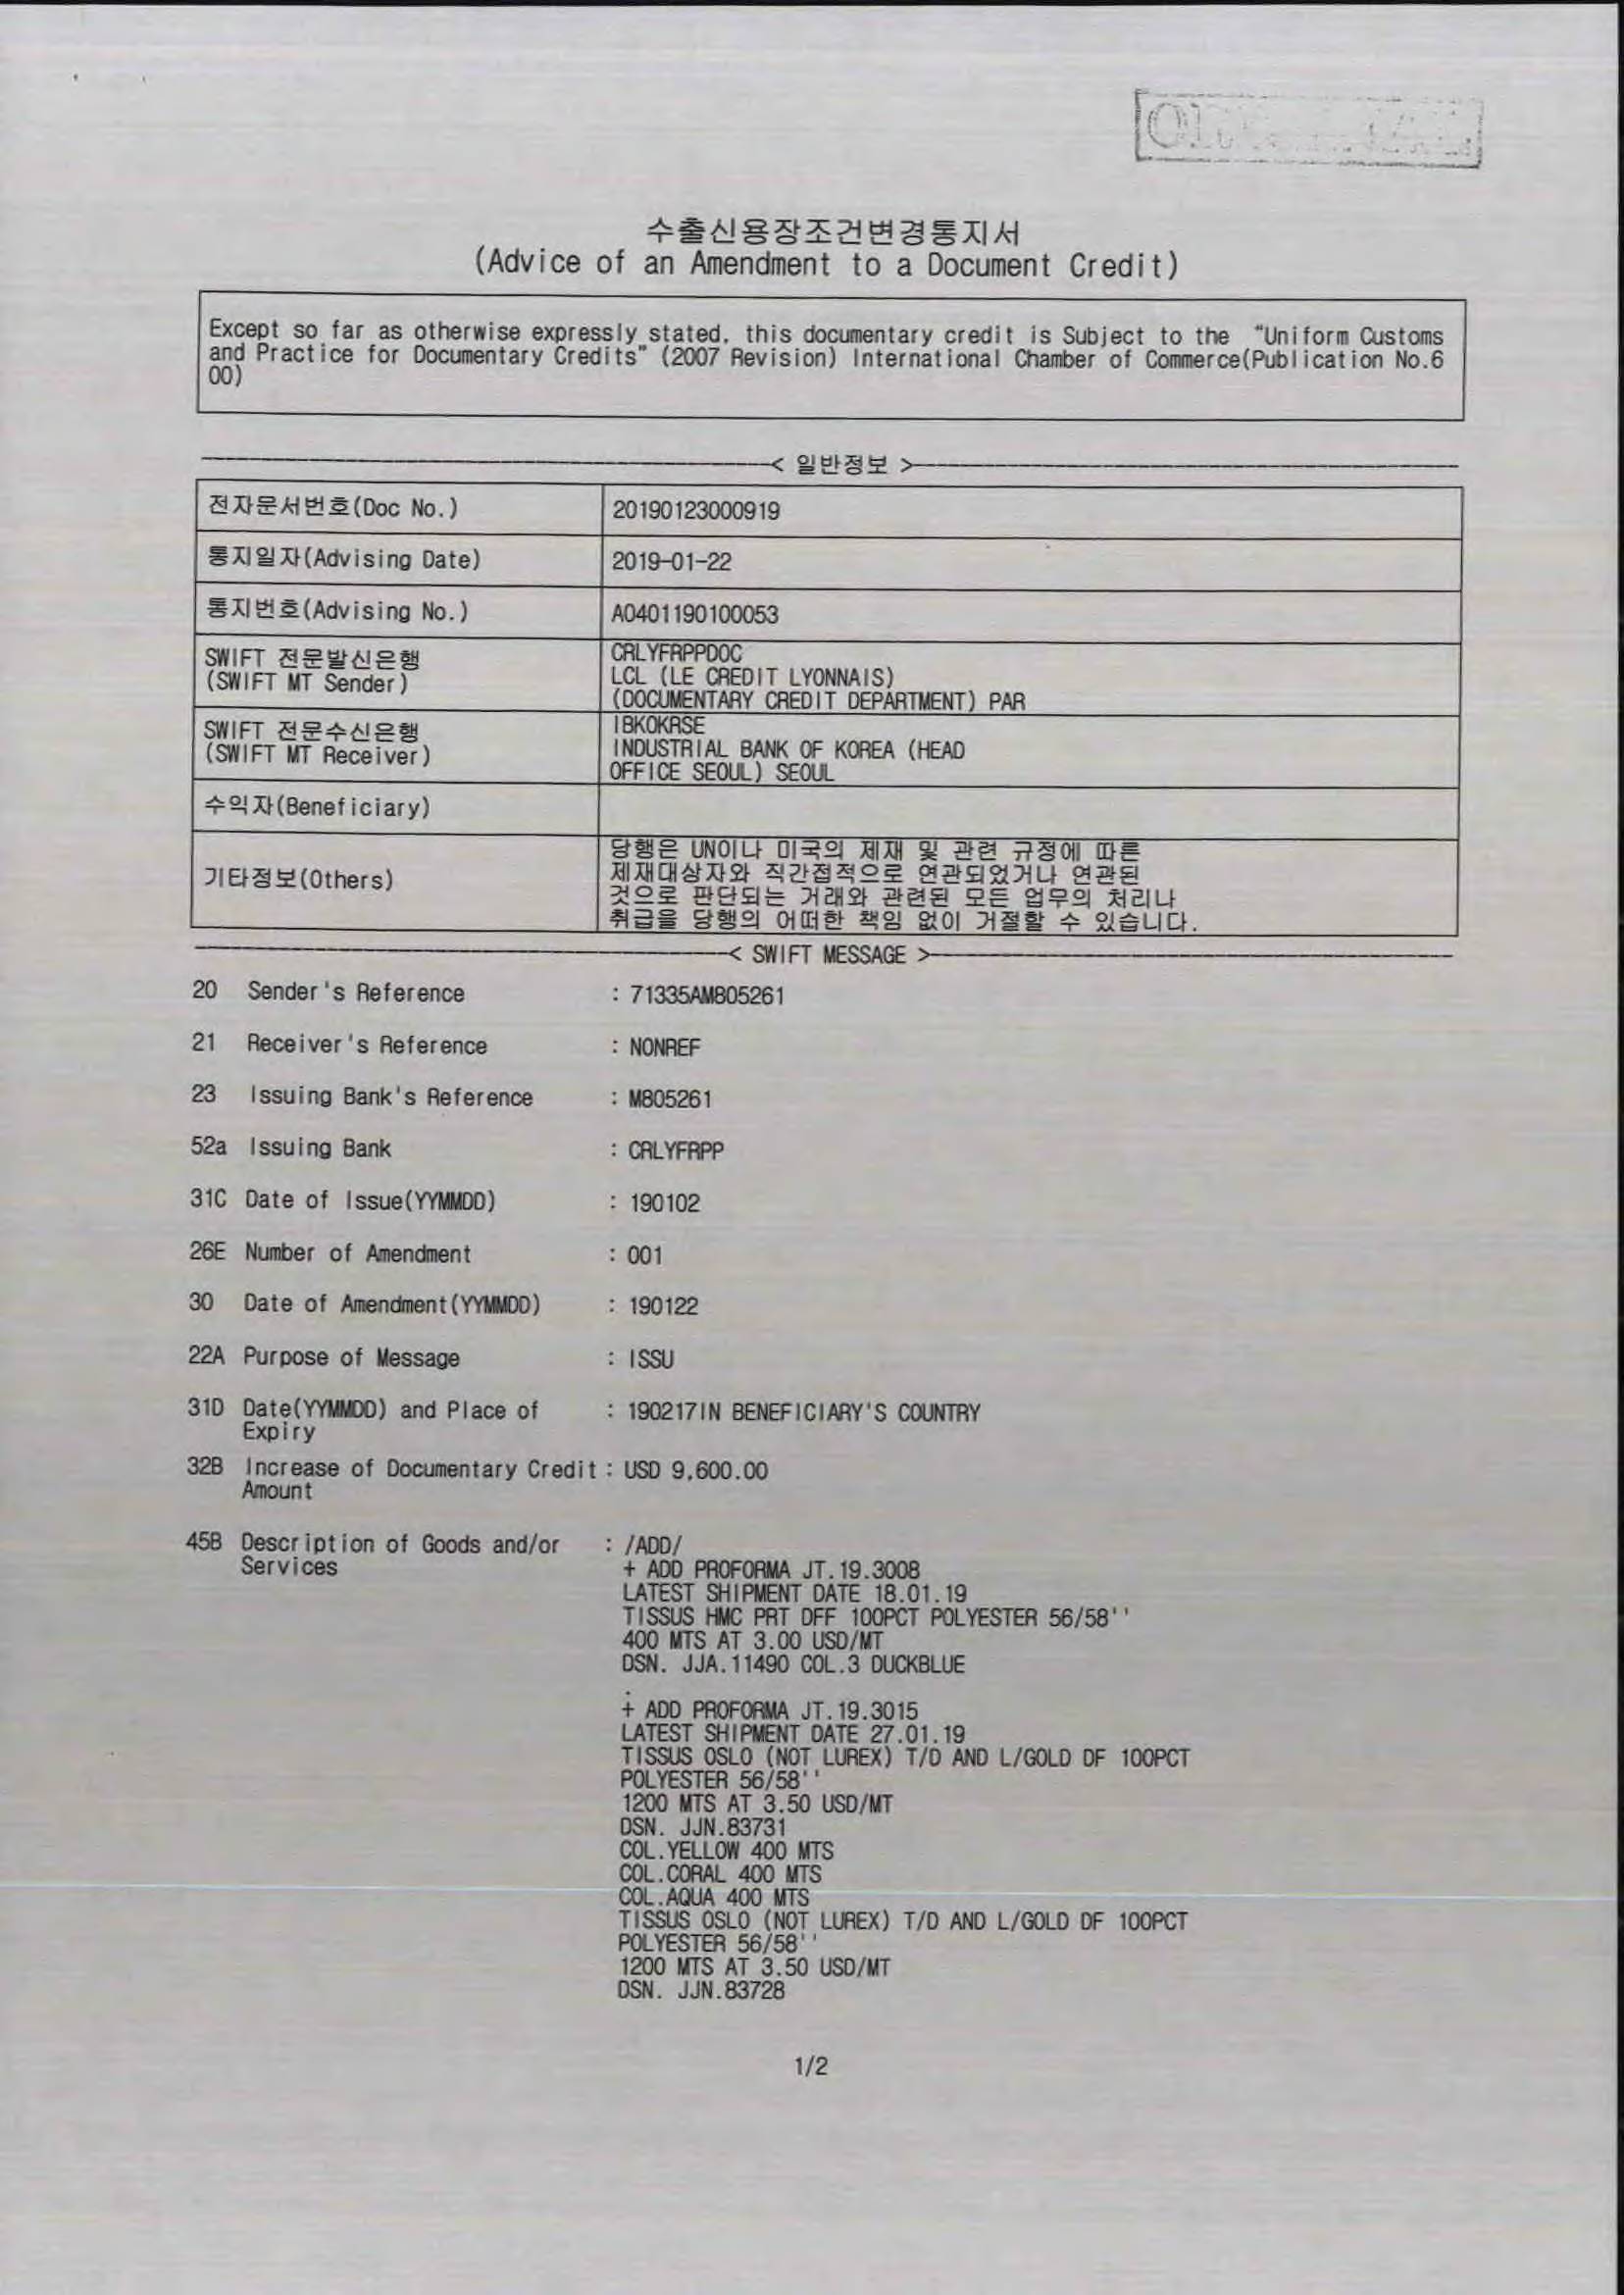 수출신용장조건변경통지서
(Advice of an Amendment to a Document Credit)
Except so far as otherwise expressly stated, this documentary credit is Subject to the "Uniform Customs
and Practice for Documentary Credits" (2007 Revision) International Chamber of Commerce(Publication No.6
00)
< 일반정보 >
전자문서번호(Doc No.) 20190123000919
통지일자(Advising Date) 2019-01-22
통지번호(Advising No.) A0401190100053
SWIFT 전문발신은행
(SWIFT MT Sender)
CRLYFRPPDOC
LCL (LE CREDIT LYONNAIS)
(DOCUMENTARY CREDIT DEPARTMENT) PAR
SWIFT 전문수신은행
(SWIFT MT Receiver)
IBKOKRSE
INDUSTRIAL BANK OF KOREA (HEAD
OFFICE SEOUL) SEOUL
수익자(Beneficiary)
기타정보(Others)
당행은 UN이나 미국의 제재 및 관련 규정에 따른
제재대상자와 직간접적으로 연관되었거나 연관된
것으로 판단되는 거래와 관련된 모든 업무의 처리나
취급을 당행의 어떠한 책임 없이 거절할 수 있습니다.
< SWIFT MESSAGE >
20 Sender's Reference : 71335AM805261
21 Receiver's Reference : NONREF
23 Issuing Bank's Reference : M805261
52a Issuing Bank : CRLYFRPP
31C Date of Issue(YYMMDD) : 190102
26E Number of Amendment : 001
30 Date of Amendment(YYMMDD) : 190122
22A Purpose of Message : ISSU
31D Date(YYMMDD) and Place of : 190217IN BENEFICIARY'S COUNTRY
Expiry
32B Increase of Documentary Credit : USD 9,600.00
Amount
45B Description of Goods and/or : /ADD/
Services
+ ADD PROFORMA JT.19.3008
LATEST SHIPMENT DATE 18.01.19
TISSUS HMC PRT DFF 100PCT POLYESTER 56/58''
400 MTS AT 3.00 USD/MT
DSN. JJA.11490 COL.3 DUCKBLUE
.
+ ADD PROFORMA JT.19.3015
LATEST SHIPMENT DATE 27.01.19
TISSUS OSLO (NOT LUREX) T/D AND L/GOLD DF 100PCT
POLYESTER 56/58''
1200 MTS AT 3.50 USD/MT
DSN. JJN.83731
COL.YELLOW 400 MTS
COL.CORAL 400 MTS
COL.AQUA 400 MTS
TISSUS OSLO (NOT LUREX) T/D AND L/GOLD DF 100PCT
POLYESTER 56/58''
1200 MTS AT 3.50 USD/MT
DSN. JJN.83728
1/2